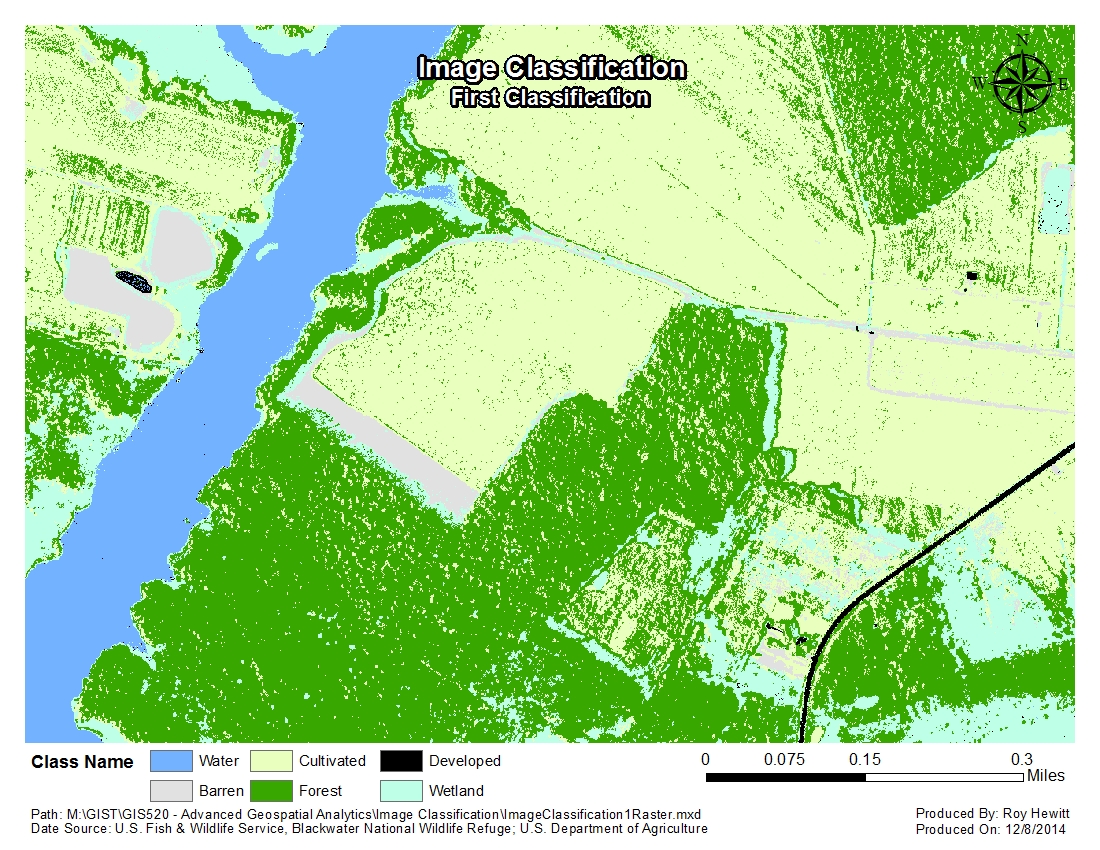 Image Classification
First Classification
N
W E
S
Class Name
Water Cultivated Developed
Barren Forest Wetland
0 0.075 0.15 0.3
Miles
Path: M:\GIST\GIS520 - Advanced Geospatial Analytics\Image Classification\ImageClassification1Raster.mxd
Date Source: U.S. Fish & Wildlife Service, Blackwater National Wildlife Refuge; U.S. Department of Agriculture
Produced By: Roy Hewitt
Produced On: 12/8/2014